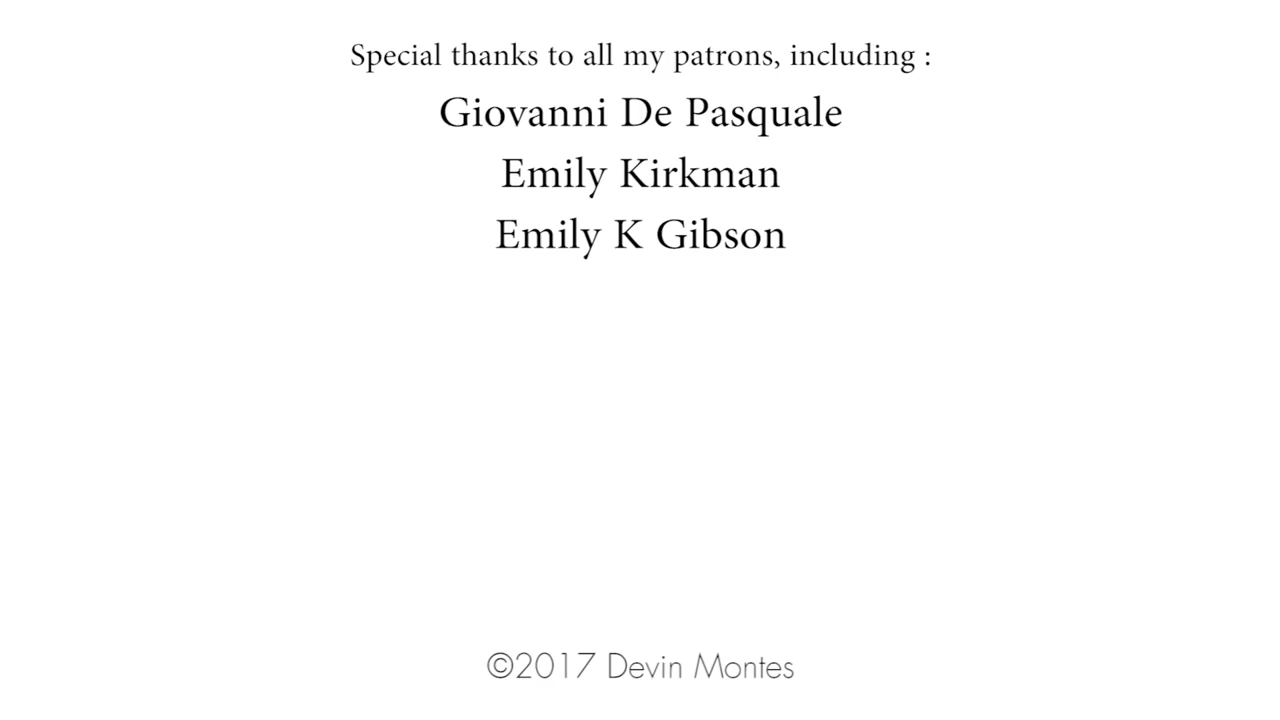 Special thanks to all my patrons, including :
Giovanni De Pasquale
Emily Kirkman
Emily K Gibson
©2017 Devin Montes